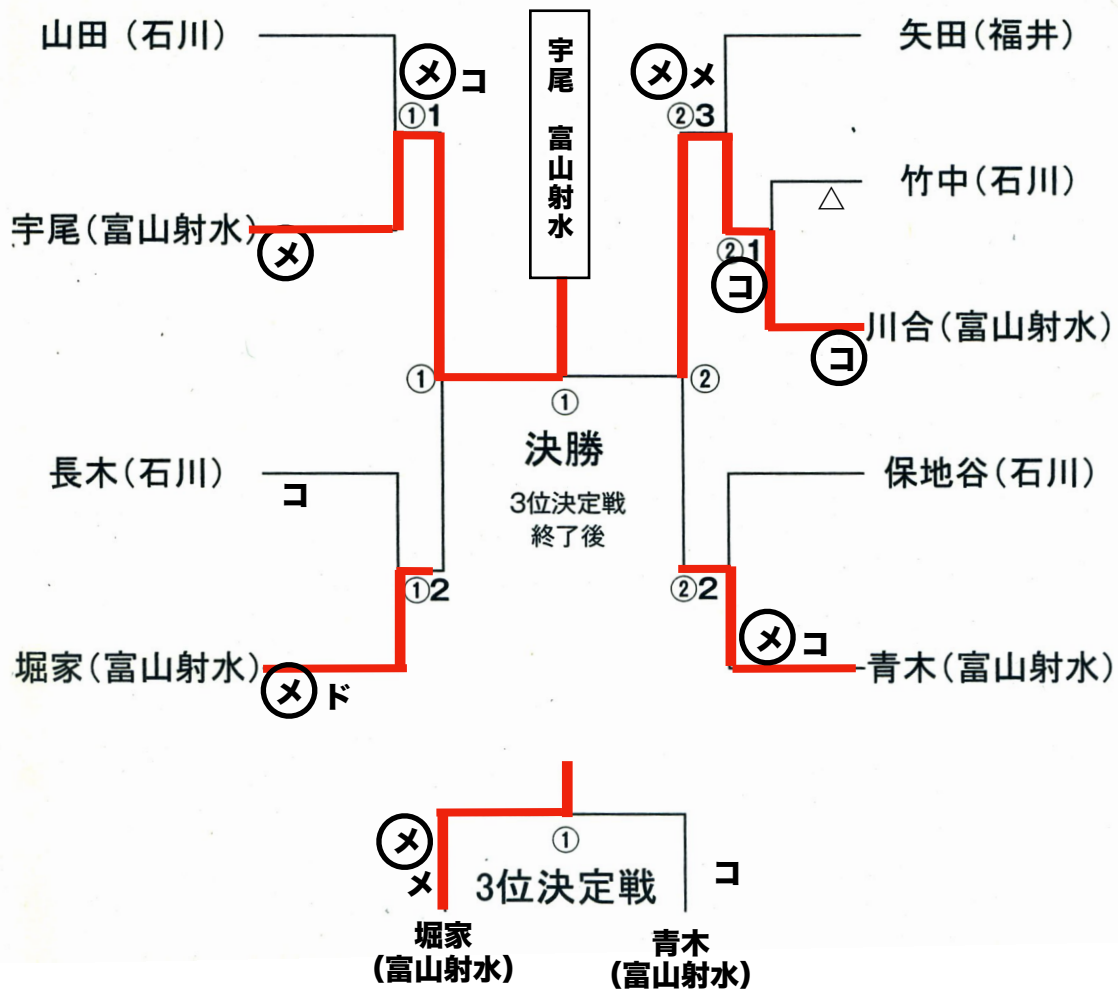 山田（石川）
㋱コ
①1
宇尾（富山射水）
㋱
宇尾　富山射水
㋱メ
矢田（福井）
②3
竹中（石川）
△
②1
㋙
川合（富山射水）
㋙
①
②
①
決勝
3位決定戦
終了後
長木（石川）
コ
①2
堀家（富山射水）
㋱ド
保地谷（石川）
②2
㋱コ
青木（富山射水）
㋱
メ
①
3位決定戦
コ
堀家
(富山射水)
青木
(富山射水)